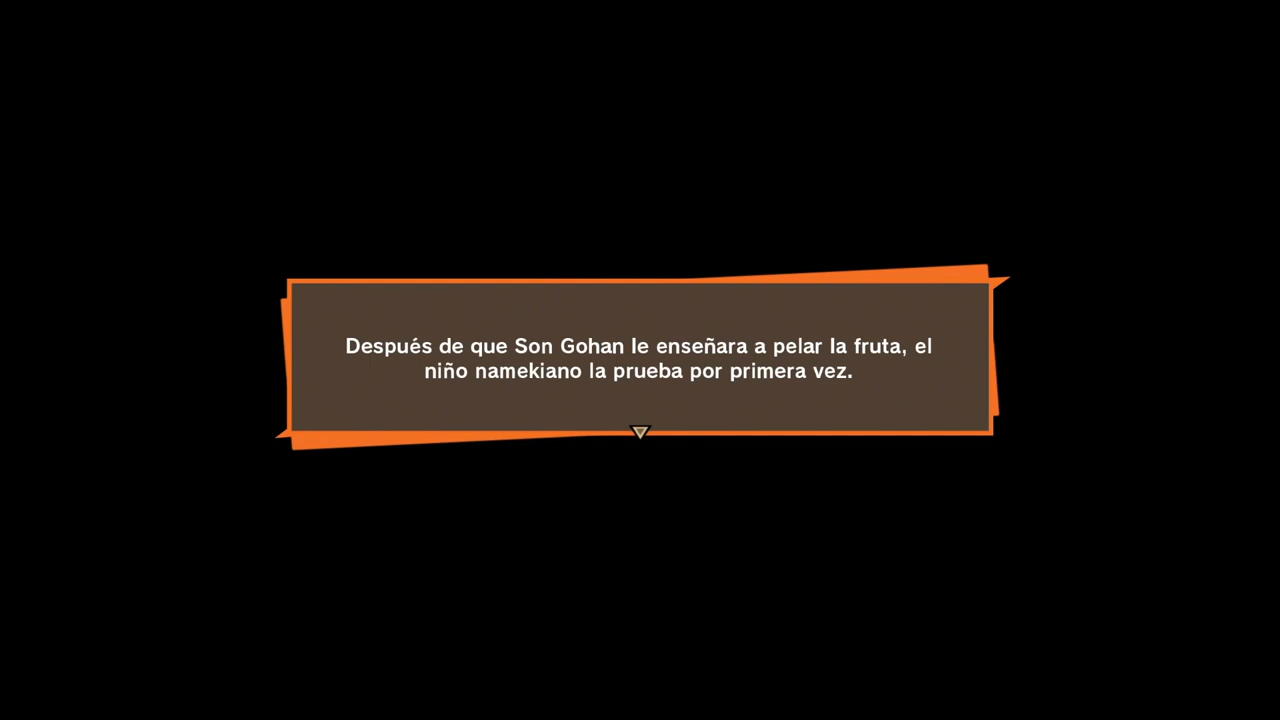 Después de que Son Gohan le enseñara a pelar la fruta, el
niño namekiano la prueba por primera vez.